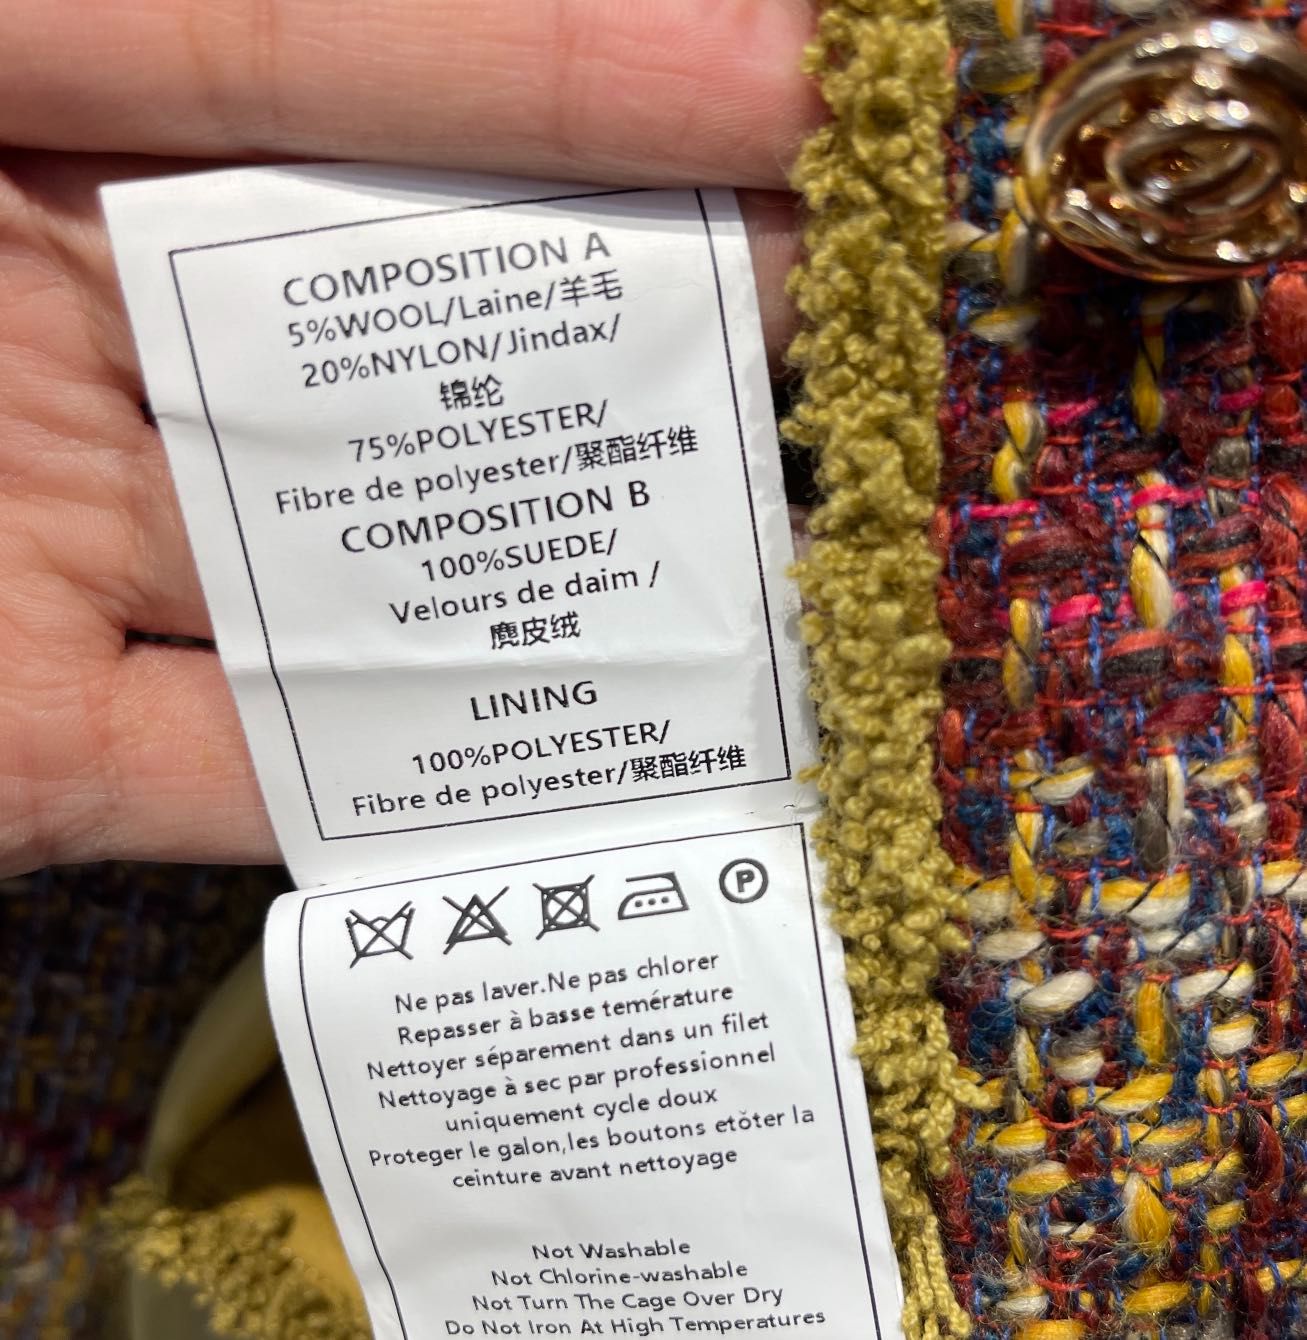 COMPOSITION A
5%WOOL/Laine/羊毛
20%NYLON/Jindax/
锦纶
75%POLYESTER/
Fibre de polyester/聚酯纤维
COMPOSITION B
100%SUEDE/
Velours de daim /
麂皮绒
LINING
100%POLYESTER/
Fibre de polyester/聚酯纤维
P
Ne pas laver.Ne pas chlorer
Repasser à basse temérature
Nettoyer séparement dans un filet
Nettoyage à sec par professionnel
uniquement cycle doux
Proteger le galon,les boutons etòter la
ceinture avant nettoyage
Not Washable
Not Chlorine-washable
Not Turn The Cage Over Dry
Do Not Iron At High Temperatures